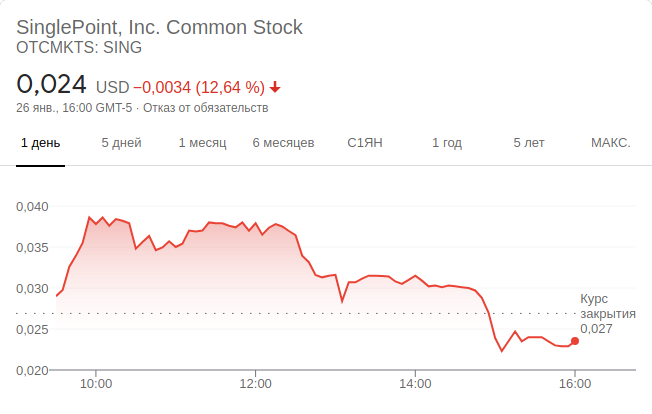 SinglePoint, Inc. Common Stock
OTCMKTS: SING
0,024 USD −0,0034 (12,64 %)
26 янв., 16:00 GMT-5 · Отказ от обязательств
1 день 5 дней 1 месяц 6 месяцев С1ЯН 1 год 5 лет МАКС.
0,040
0,035
0,030
Курс
закрытия
0,027
0,025
0,020
10:00 12:00 14:00 16:00